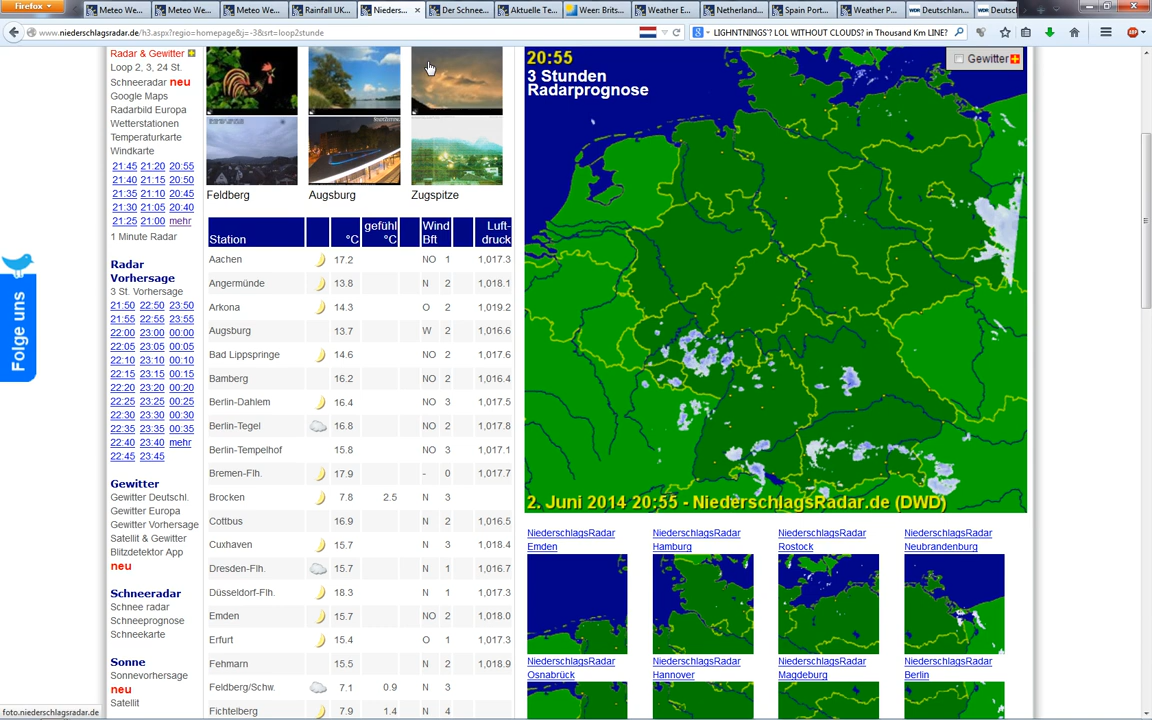 Firefox
Meteo We...
Meteo We...
Meteo We...
Rainfall UK...
Nieders...
Der Schnee...
Aktuelle Te...
Weer: Brits...
Weather E...
Netherland...
Spain Port...
Weather P...
Deutschlan...
Deutscl
www.niederschlagsradar.de/h3.aspx?regio=homepage&j=-3&srt=loop2stunde
LIGHNTNINGS'? LOL WITHOUT CLOUDS? in Thousand Km LINE?
Radar & Gewitter
Loop 2, 3, 24 St.
Schneeradar neu
Google Maps
Radarbild Europa
Wetterstationen
Temperaturkarte
Windkarte
21:45 21:20 20:55
21:40 21:15 20:50
21:35 21:10 20:45
21:30 21:05 20:40
21:25 21:00 mehr
1 Minute Radar
Radar
Vorhersage
3 St. Vorhersage
21:50 22:50 23:50
21:55 22:55 23:55
22:00 23:00 00:00
22:05 23:05 00:05
22:10 23:10 00:10
22:15 23:15 00:15
22:20 23:20 00:20
22:25 23:25 00:25
22:30 23:30 00:30
22:35 23:35 00:35
22:40 23:40 mehr
22:45 23:45
Gewitter
Gewitter Deutschl.
Gewitter Europa
Gewitter Vorhersage
Satellit & Gewitter
Blitzdetektor App
neu
Schneeradar
Schnee radar
Schneeprognose
Schneekarte
Sonne
Sonnevorhersage
neu
Satellit
Folge uns
foto.niederschlagsradar.de
Feldberg Augsburg Zugspitze
Station °C gefühl °C Wind Bft Luft-druck
Aachen 17.2 NO 1 1,017.3
Angermünde 13.8 N 2 1,018.1
Arkona 14.3 O 2 1,019.2
Augsburg 13.7 W 2 1,016.6
Bad Lippspringe 14.6 NO 2 1,017.6
Bamberg 16.2 NO 2 1,016.4
Berlin-Dahlem 16.4 NO 3 1,017.5
Berlin-Tegel 16.8 NO 2 1,017.8
Berlin-Tempelhof 15.8 NO 3 1,017.1
Bremen-Flh. 17.9 - 0 1,017.7
Brocken 7.8 2.5 N 3
Cottbus 16.9 N 2 1,016.5
Cuxhaven 15.7 N 3 1,018.4
Dresden-Flh. 15.7 N 1 1,016.7
Düsseldorf-Flh. 18.3 N 1 1,017.3
Emden 15.7 NO 2 1,018.0
Erfurt 15.4 O 1 1,017.3
Fehmarn 15.5 N 2 1,018.9
Feldberg/Schw. 7.1 0.9 N 3
Fichtelberg 7.9 1.4 N 4
20:55
3 Stunden
Radarprognose
Gewitter
2. Juni 2014 20:55 - NiederschlagsRadar.de (DWD)
NiederschlagsRadar
Emden
NiederschlagsRadar
Hamburg
NiederschlagsRadar
Rostock
NiederschlagsRadar
Neubrandenburg
NiederschlagsRadar
Osnabrück
NiederschlagsRadar
Hannover
NiederschlagsRadar
Magdeburg
NiederschlagsRadar
Berlin